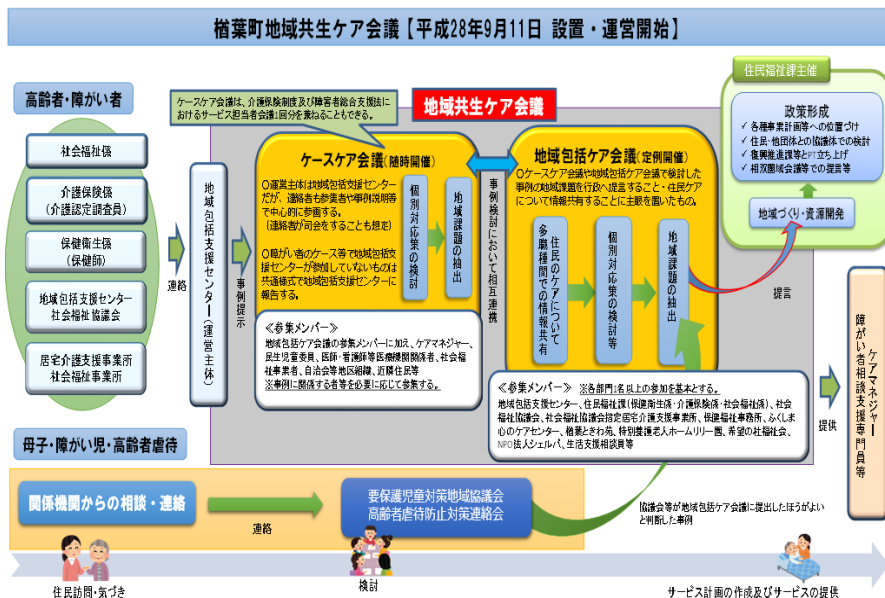 楢葉町地域共生ケア会議【平成28年9月11日 設置・運営開始】
高齢者・障がい者
社会福祉係
介護保険係
(介護認定調査員)
保健衛生係
(保健師)
地域包括支援センター
社会福祉協議会
居宅介護支援事業所
社会福祉事業所
連絡
地域包括支援センター(運営主体)
事例提示
ケースケア会議は、介護保険制度及び障害者総合支援法に
おけるサービス担当者会議1回分を兼ねることもできる。
地域共生ケア会議
ケースケア会議(随時開催)
○運営主体は地域包括支援センター
だが、連絡者も参集者や事例説明等
で中心的に参画する。
(連絡者が司会をすることも想定)
○障がい者のケース等で地域包括支
援センターが参加していないものは
共通様式で地域包括支援センターに
報告する。
個別対応策の検討
地域課題の抽出
≪参集メンバー≫
地域包括ケア会議の参集メンバーに加え、ケアマネジャー、
民生児童委員、医師・看護師等医療機関関係者、社会福
祉事業者、自治会等地区組織、近隣住民等
※事例に関係する者等を必要に応じて参集する。
事例検討において相互連携
地域包括ケア会議(定例開催)
○ケースケア会議や地域包括ケア会議で検討した
事例の地域課題を行政へ提言すること・住民ケア
について情報共有することに主眼を置いたもの。
住民のケアについて
多職種間での情報共有
個別対応策の検討等
地域課題の抽出
≪参集メンバー≫ ※各部門1名以上の参加を基本とする。
地域包括支援センター、住民福祉課(保健衛生係・介護保険係・社会福祉係)、社会
福祉協議会、社会福祉協議会指定居宅介護支援事業所、保健福祉事務所、ふくしま
心のケアセンター、楢葉ときわ苑、特別養護老人ホームリリー園、希望の杜福祉会、
NPO法人シェルパ、生活支援相談員等
住民福祉課主催
政策形成
✓ 各種事業計画等への位置づけ
✓ 住民・他団体との協議体での検討
✓ 復興推進課等とPT立ち上げ
✓ 相双圏域会議等での提言等
地域づくり・資源開発
提言
提供
ケアマネジャー
障がい者相談支援専門員等
母子・障がい児・高齢者虐待
関係機関からの相談・連絡
連絡
要保護児童対策地域協議会
高齢者虐待防止対策連絡会
協議会等が地域包括ケア会議に提出したほうがよい
と判断した事例
住民訪問・気づき
検討
サービス計画の作成及びサービスの提供